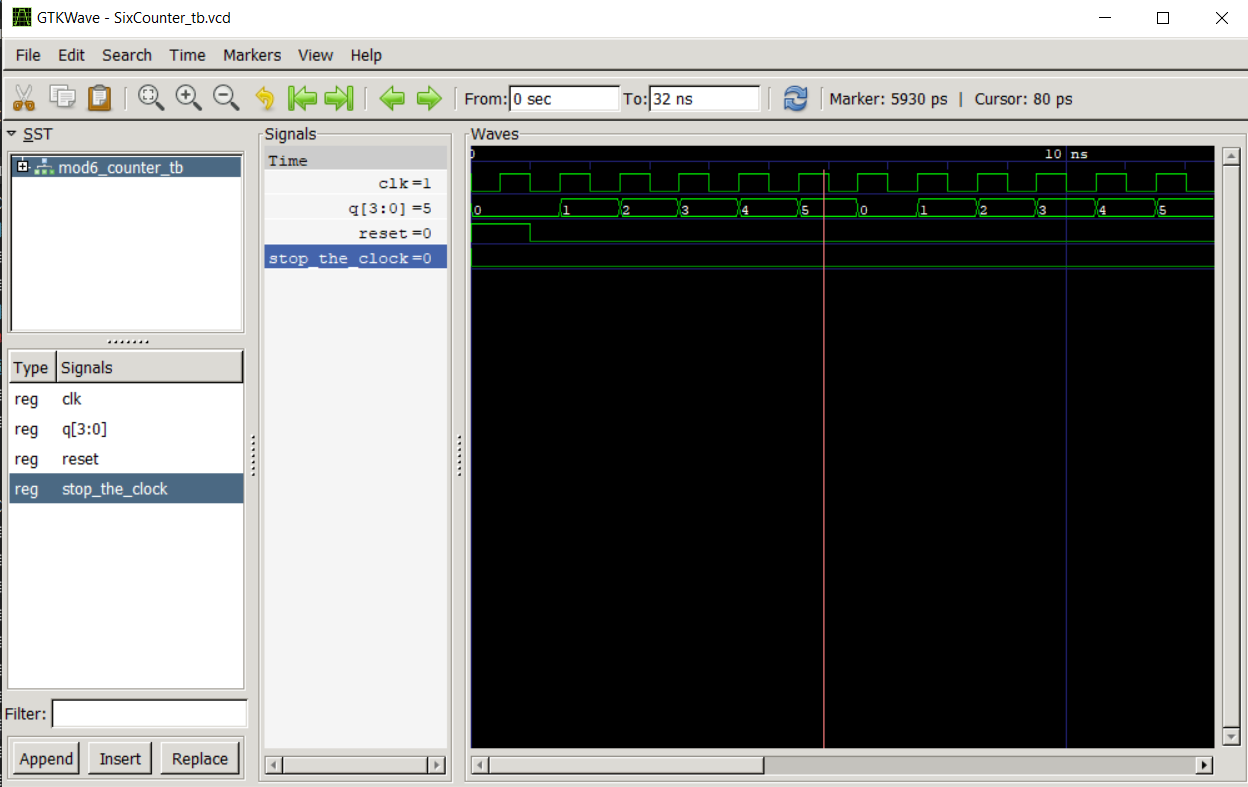 GTKWave - SixCounter_tb.vcd
File Edit Search Time Markers View Help
From: 0 sec To: 32 ns Marker: 5930 ps | Cursor: 80 ps
SST
mod6_counter_tb
Type Signals
reg clk
reg q[3:0]
reg reset
reg stop_the_clock
Filter:
Append Insert Replace
Signals
Time
clk=1
q[3:0]=5
reset=0
stop_the_clock=0
Waves
0 10 ns
0 1 2 3 4 5 0 1 2 3 4 5